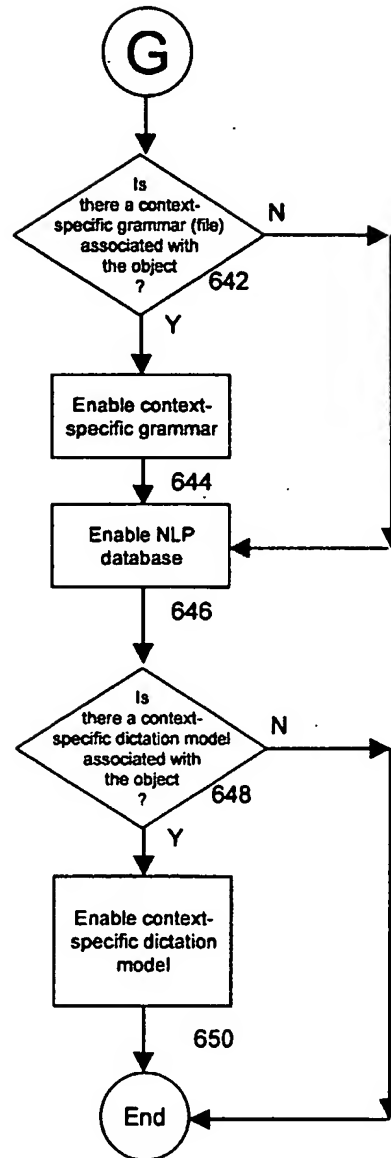 G
Is
there a context-
specific grammar (file)
associated with
the object
?
642
N
Y
Enable context-
specific grammar
644
Enable NLP
database
646
Is
there a context-
specific dictation model
associated with
the object
?
648
N
Y
Enable context-
specific dictation
model
650
End